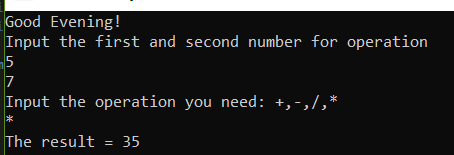 Good Evening!
Input the first and second number for operation
5
7
Input the operation you need: +,-,/,*
*
The result = 35